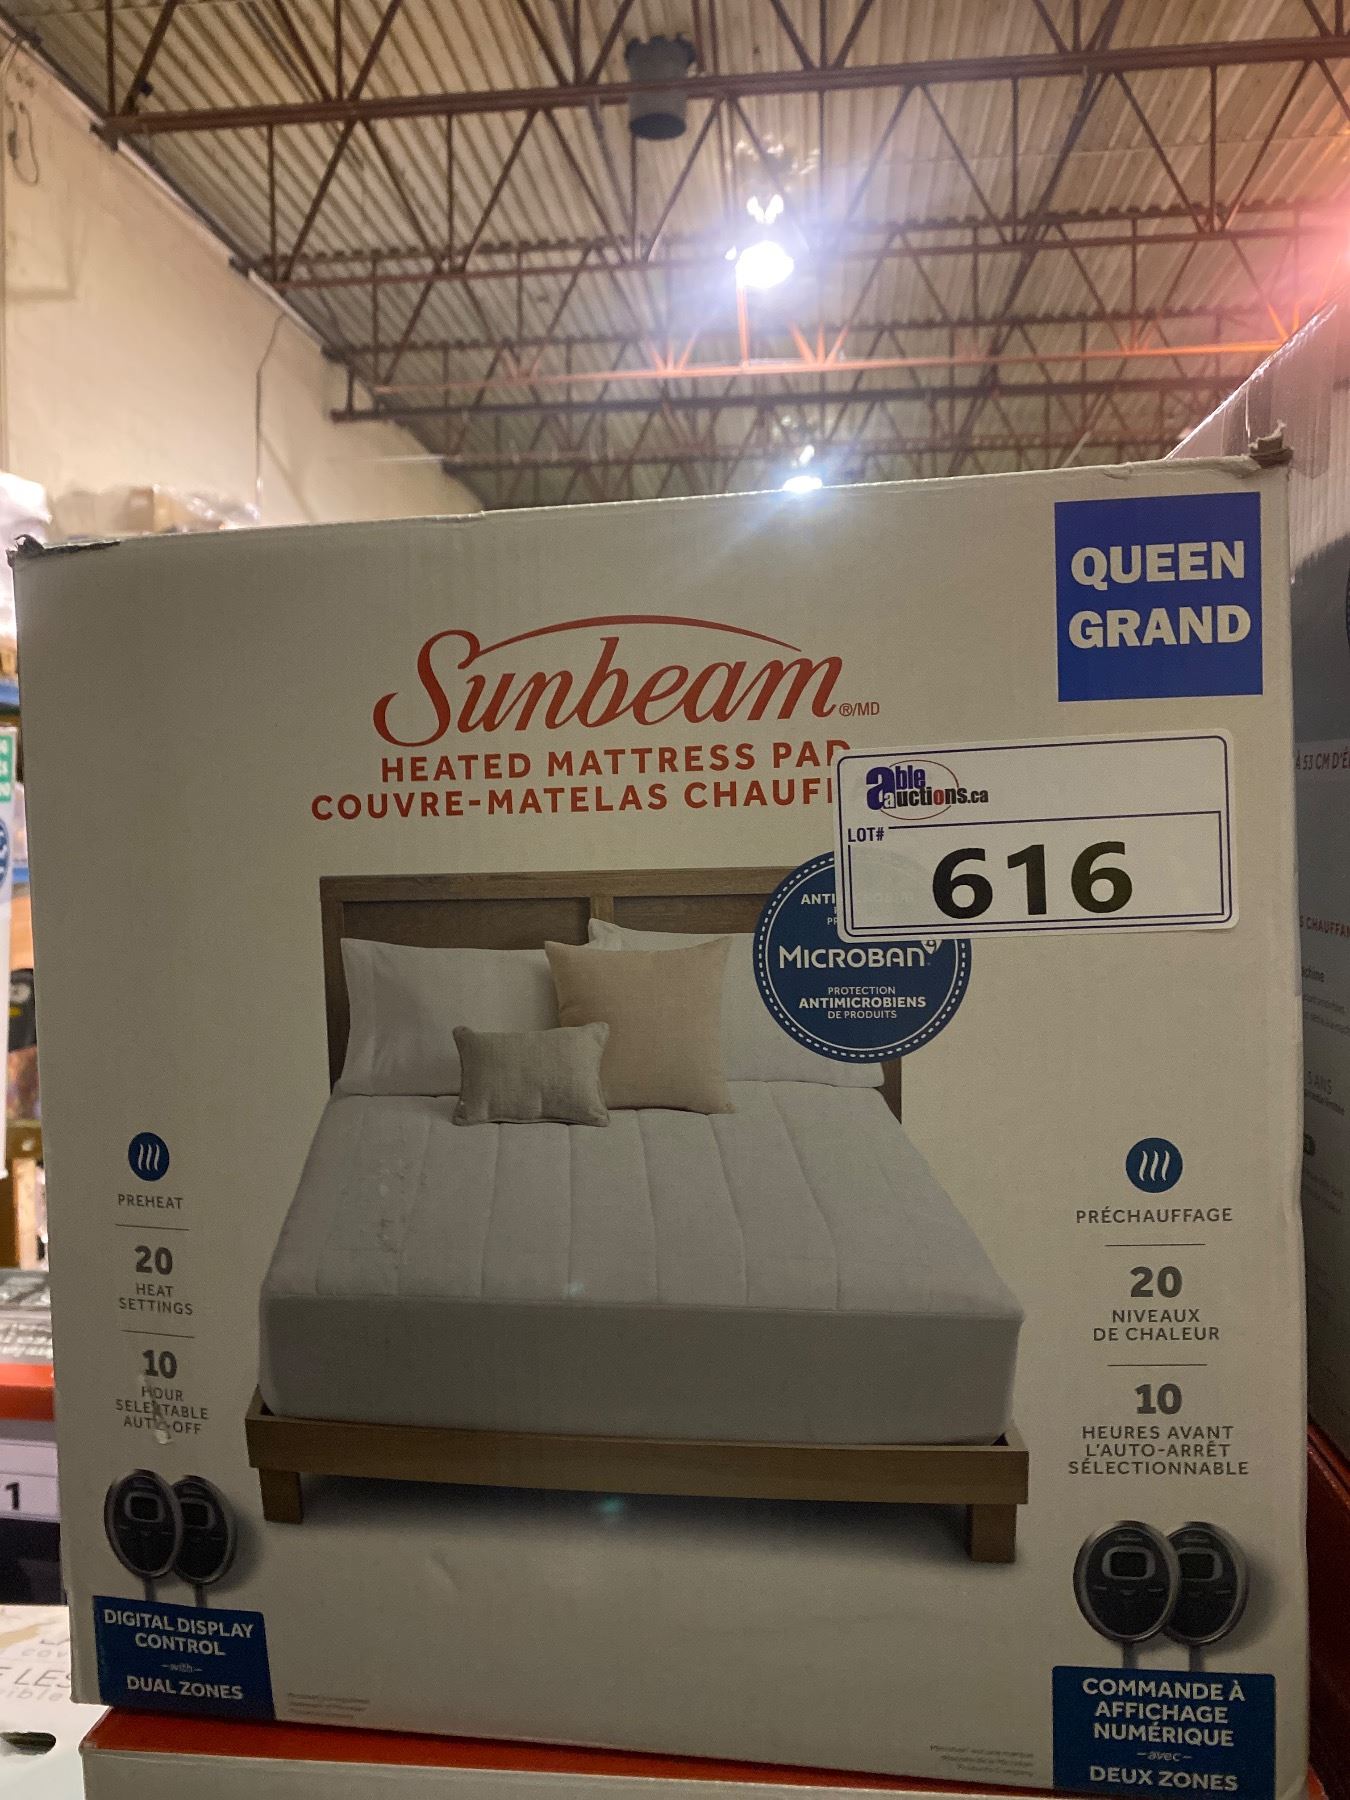 QUEEN
GRAND
Sunbeam ®/MD
HEATED MATTRESS PAD
COUVRE-MATELAS CHAUFF
able
auctions.ca
LOT#
616
ANTI
MICROBAN
PROTECTION
ANTIMICROBIENS
DE PRODUITS
PREHEAT
20
HEAT
SETTINGS
10
HOUR
SELECTABLE
AUTO-OFF
DIGITAL DISPLAY
CONTROL
-with-
DUAL ZONES
PRÉCHAUFFAGE
20
NIVEAUX
DE CHALEUR
10
HEURES AVANT
L'AUTO-ARRÊT
SÉLECTIONNABLE
COMMANDE À
AFFICHAGE
NUMÉRIQUE
-avec-
DEUX ZONES
1